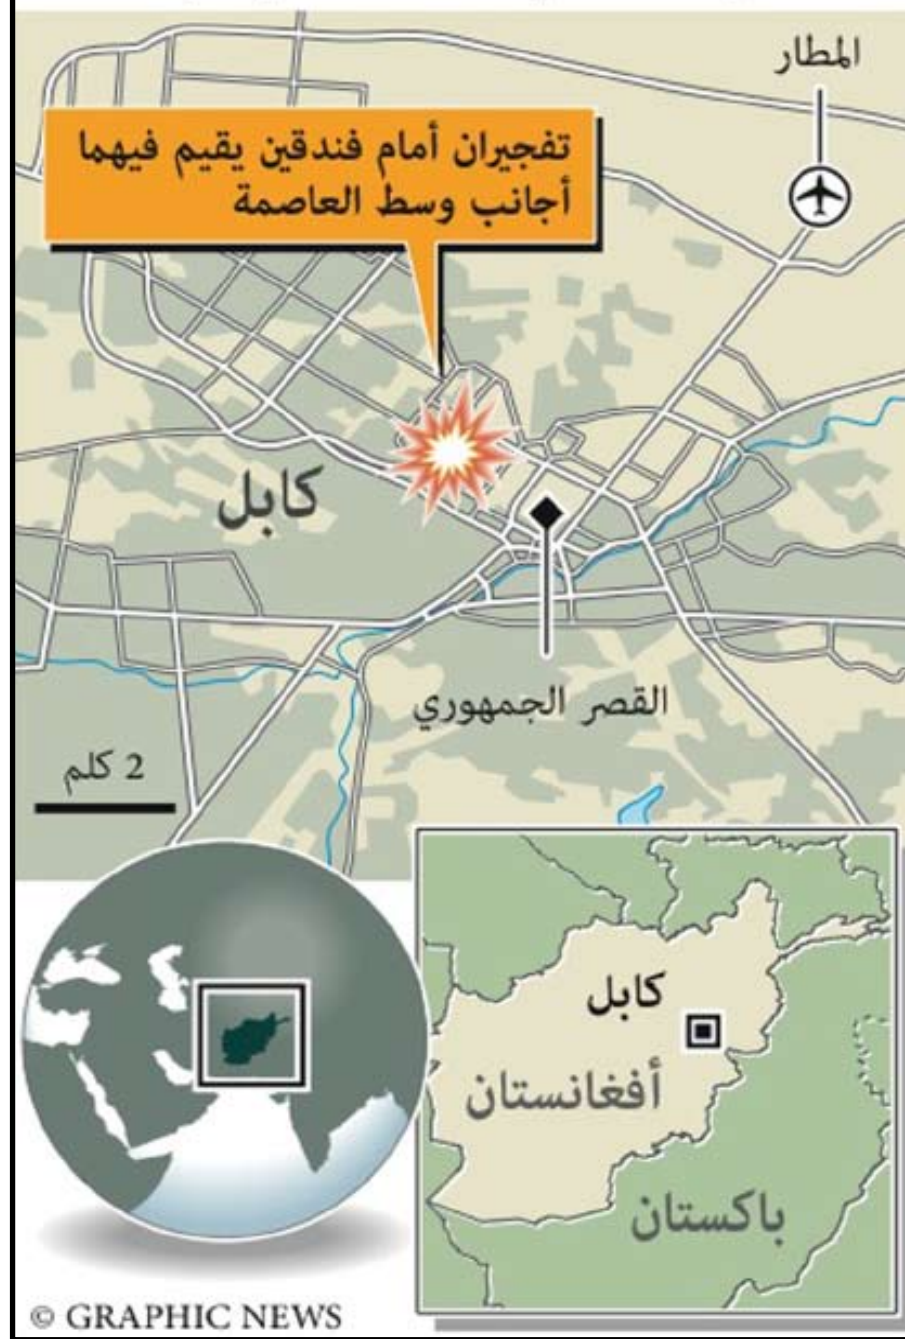 المطار
تفجيران أمام فندقين يقيم فيهما
أجانب وسط العاصمة
كابل
القصر الجمهوري
2 كلم
كابل
أفغانستان
باكستان
© GRAPHIC NEWS